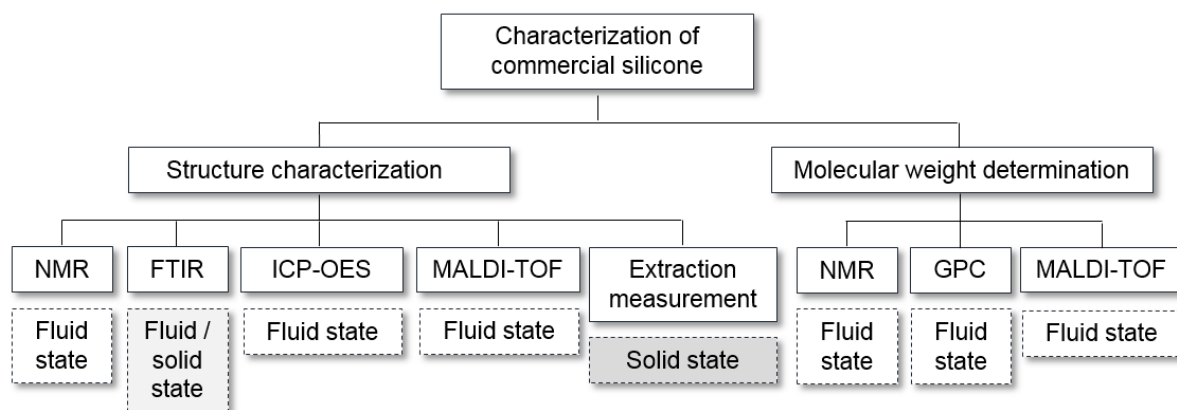 Characterization of
commercial silicone
Structure characterization
Molecular weight determination
NMR
FTIR
ICP-OES
MALDI-TOF
Extraction
measurement
NMR
GPC
MALDI-TOF
Fluid
state
Fluid /
solid
state
Fluid state
Fluid state
Solid state
Fluid
state
Fluid
state
Fluid state